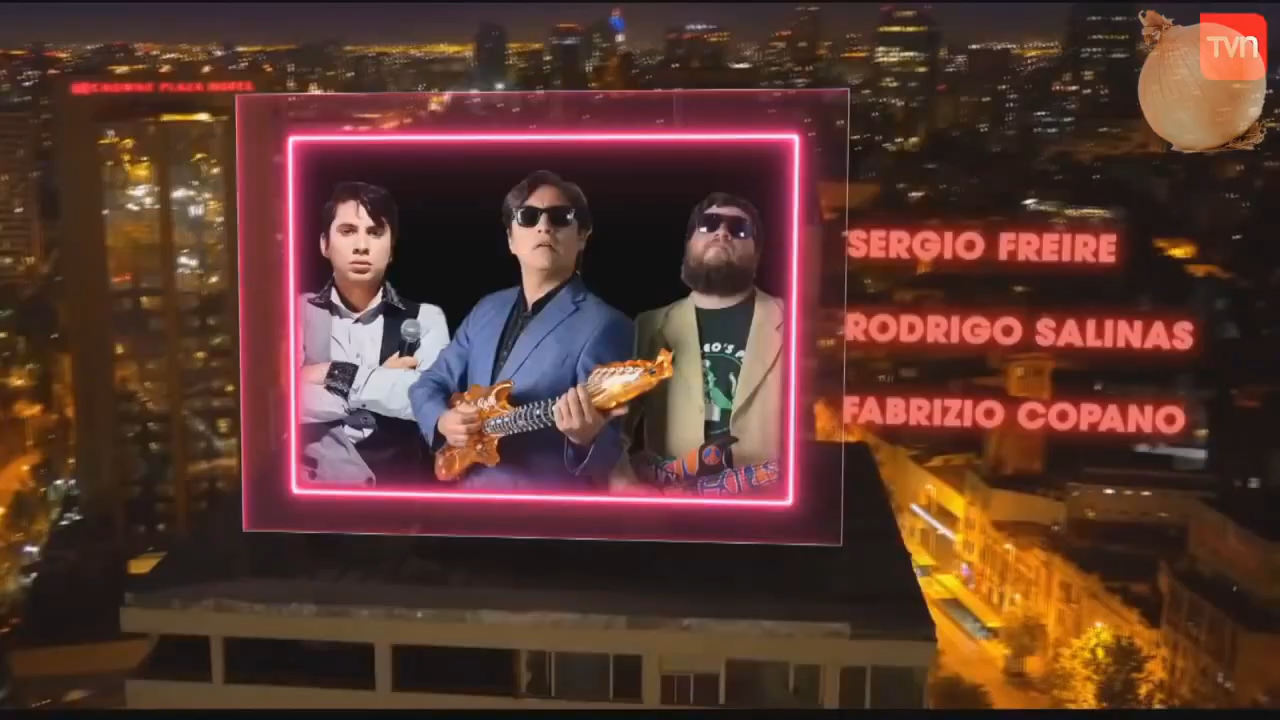 CROWNE PLAZA HOTEL
TVN
SERGIO FREIRE
RODRIGO SALINAS
FABRIZIO COPANO